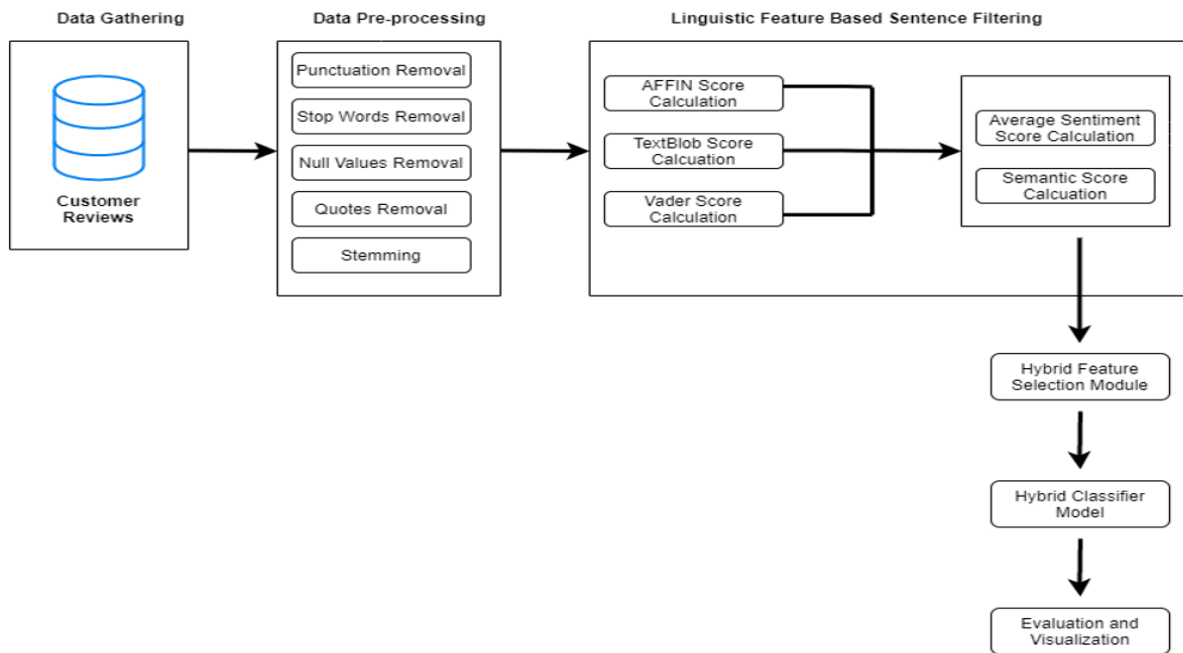 Data Gathering
Data Pre-processing
Linguistic Feature Based Sentence Filtering
Customer
Reviews
Punctuation Removal
Stop Words Removal
Null Values Removal
Quotes Removal
Stemming
AFFIN Score
Calculation
TextBlob Score
Calcuation
Vader Score
Calculation
Average Sentiment
Score Calculation
Semantic Score
Calcuation
Hybrid Feature
Selection Module
Hybrid Classifier
Model
Evaluation and
Visualization